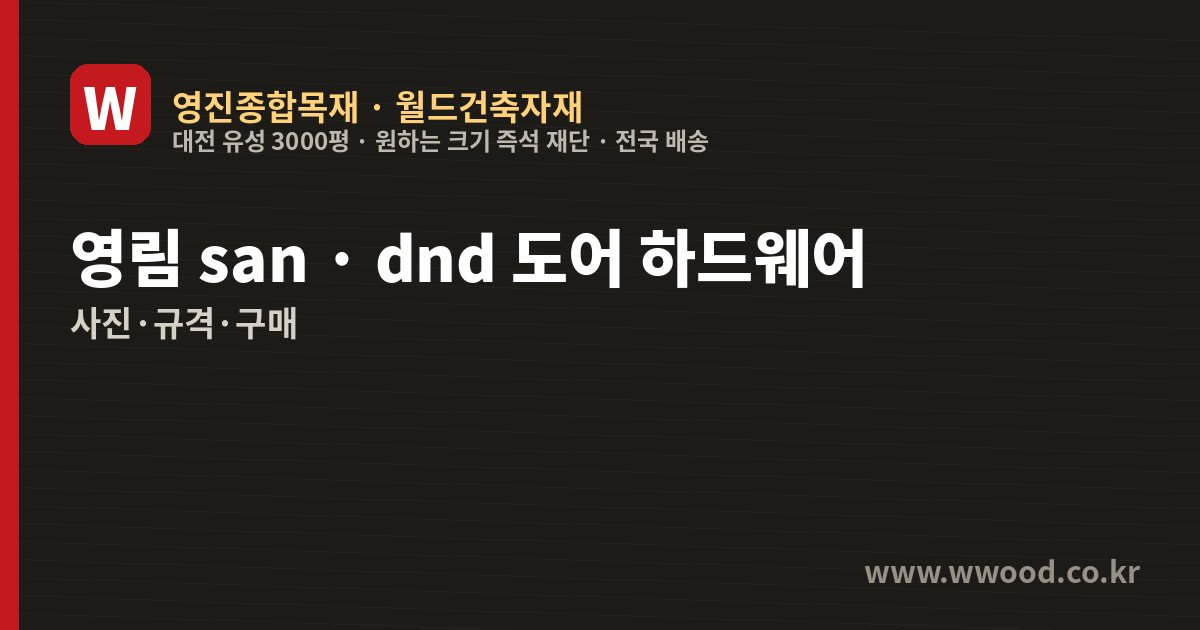 W
영진종합목재 · 월드건축자재
대전 유성 3000평 · 원하는 크기 즉석 재단 · 전국 배송
영림 san · dnd 도어 하드웨어
사진·규격·구매
www.wwood.co.kr